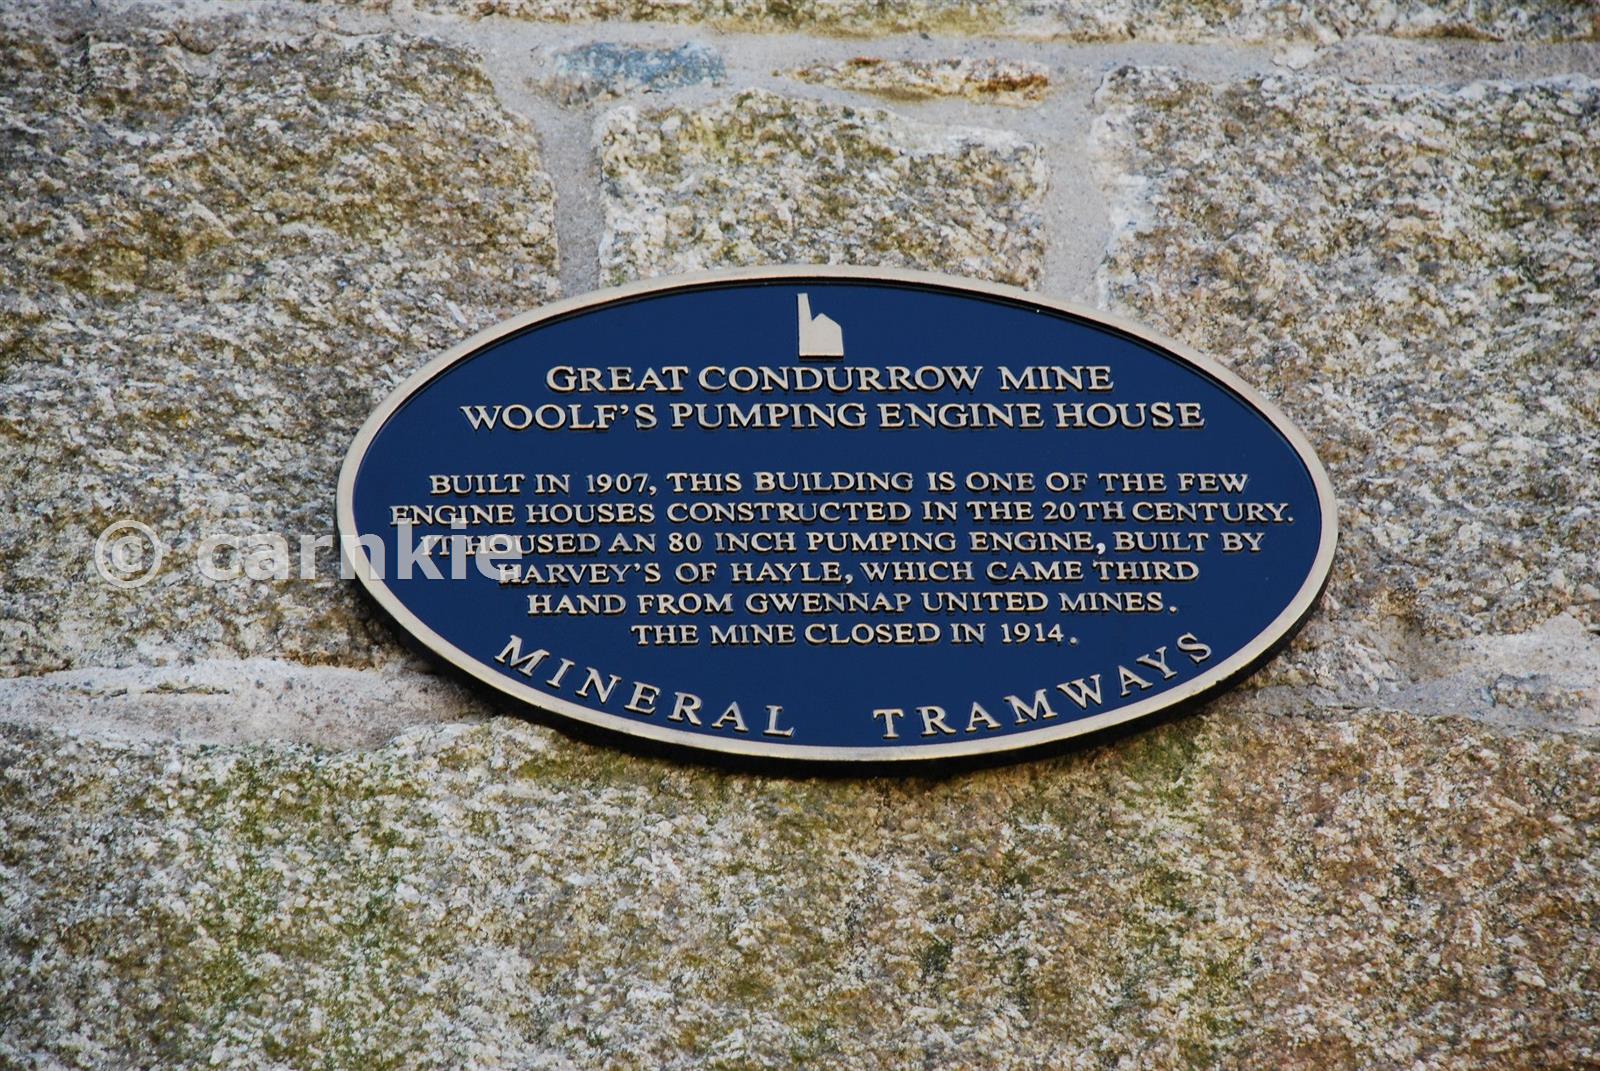 GREAT CONDURROW MINE
WOOLF'S PUMPING ENGINE HOUSE
BUILT IN 1907, THIS BUILDING IS ONE OF THE FEW
ENGINE HOUSES CONSTRUCTED IN THE 20TH CENTURY.
IT HOUSED AN 80 INCH PUMPING ENGINE, BUILT BY
HARVEY'S OF HAYLE, WHICH CAME THIRD
HAND FROM GWENNAP UNITED MINES.
THE MINE CLOSED IN 1914.
MINERAL TRAMWAYS
© carnkie